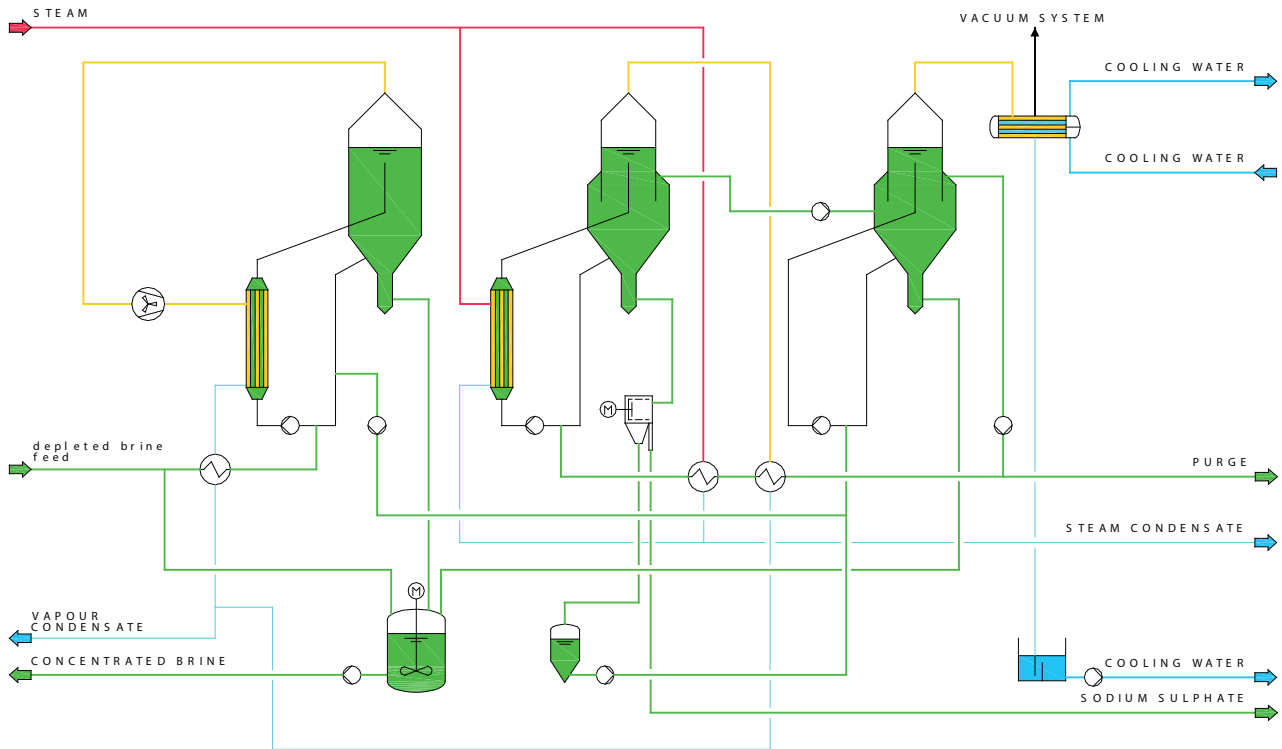 STEAM
VACUUM SYSTEM
COOLING WATER
COOLING WATER
M
depleted brine
feed
PURGE
STEAM CONDENSATE
M
VAPOUR
CONDENSATE
CONCENTRATED BRINE
COOLING WATER
SODIUM SULPHATE